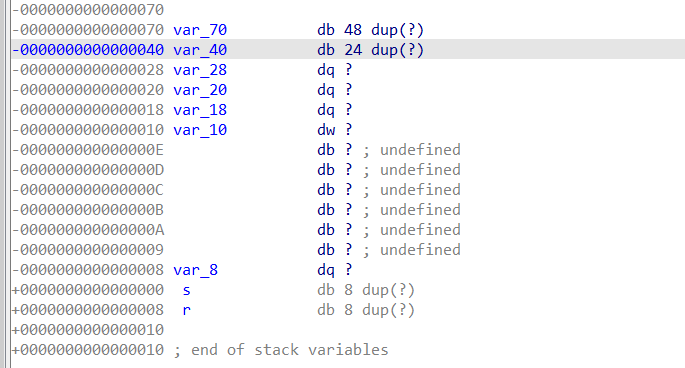 -0000000000000070
-0000000000000070 var_70 db 48 dup(?)
-0000000000000040 var_40 db 24 dup(?)
-0000000000000028 var_28 dq ?
-0000000000000020 var_20 dq ?
-0000000000000018 var_18 dq ?
-0000000000000010 var_10 dw ?
-000000000000000E db ? ; undefined
-000000000000000D db ? ; undefined
-000000000000000C db ? ; undefined
-000000000000000B db ? ; undefined
-000000000000000A db ? ; undefined
-0000000000000009 db ? ; undefined
-0000000000000008 var_8 dq ?
+0000000000000000 s db 8 dup(?)
+0000000000000008 r db 8 dup(?)
+0000000000000010
+0000000000000010 ; end of stack variables